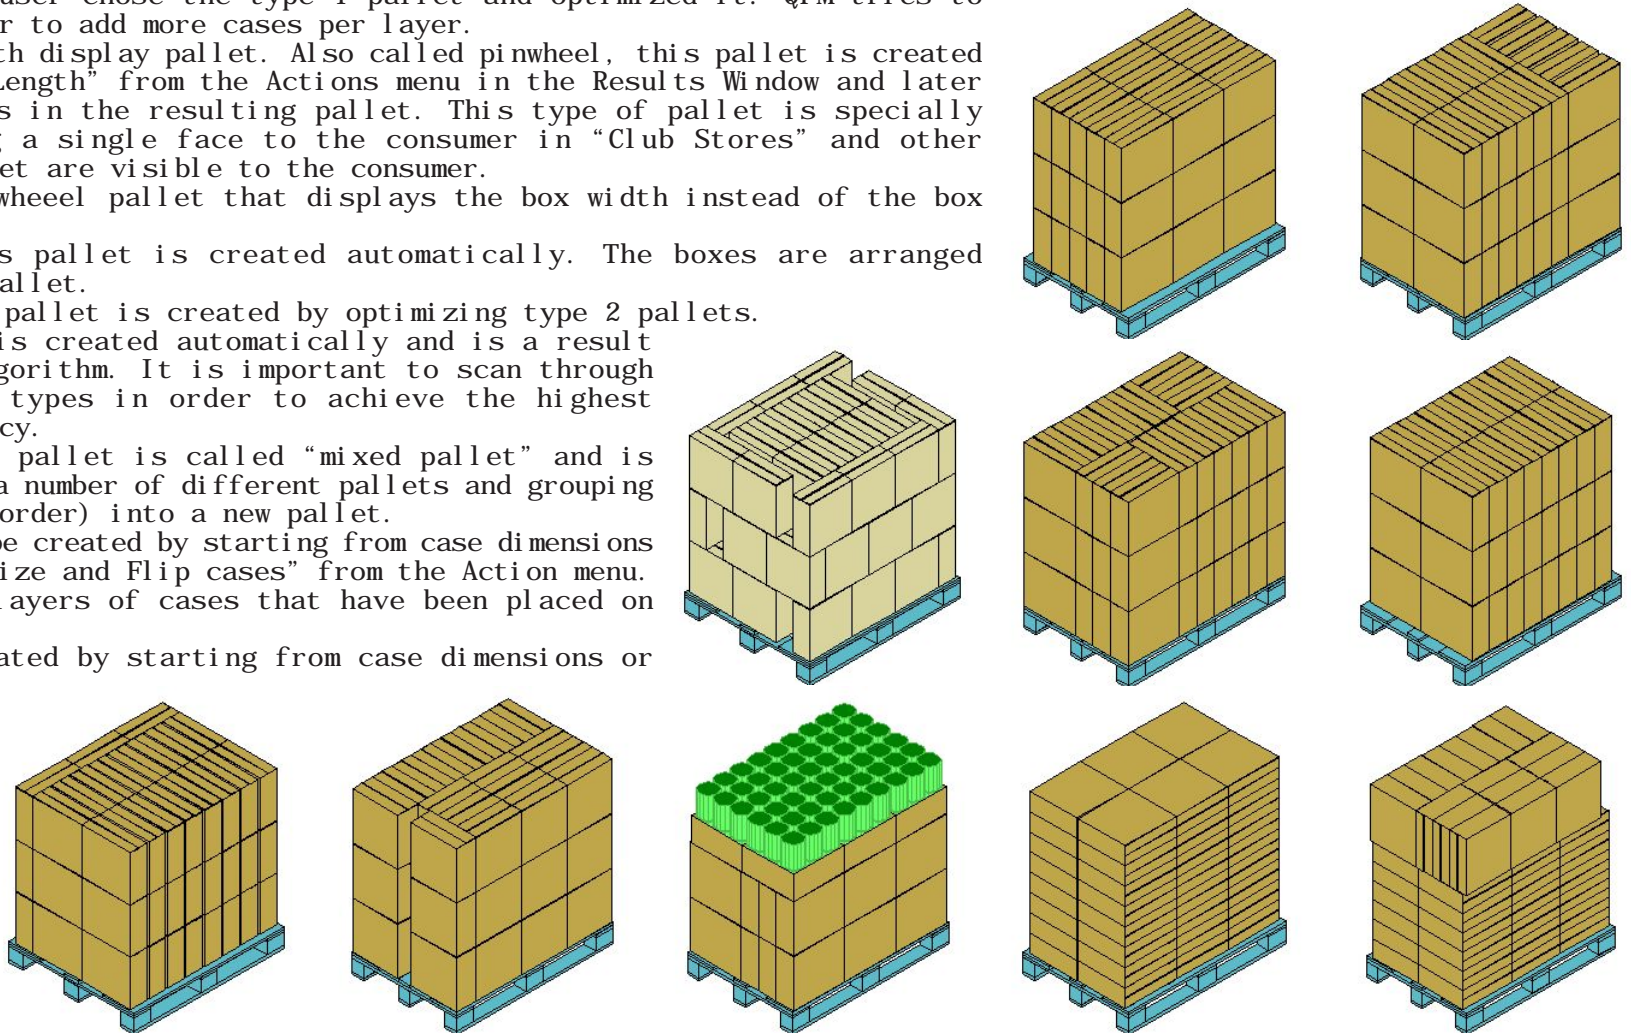 user chose the type 1 pallet and optimized it. QPM tries to
r to add more cases per layer.
th display pallet. Also called pinwheel, this pallet is created
Length” from the Actions menu in the Results Window and later
s in the resulting pallet. This type of pallet is specially
g a single face to the consumer in “Club Stores” and other
et are visible to the consumer.
wheeel pallet that displays the box width instead of the box
s pallet is created automatically. The boxes are arranged
allet.
pallet is created by optimizing type 2 pallets.
is created automatically and is a result
gorithm. It is important to scan through
types in order to achieve the highest
cy.
pallet is called “mixed pallet” and is
a number of different pallets and grouping
order) into a new pallet.
be created by starting from case dimensions
ize and Flip cases” from the Action menu.
layers of cases that have been placed on
ated by starting from case dimensions or